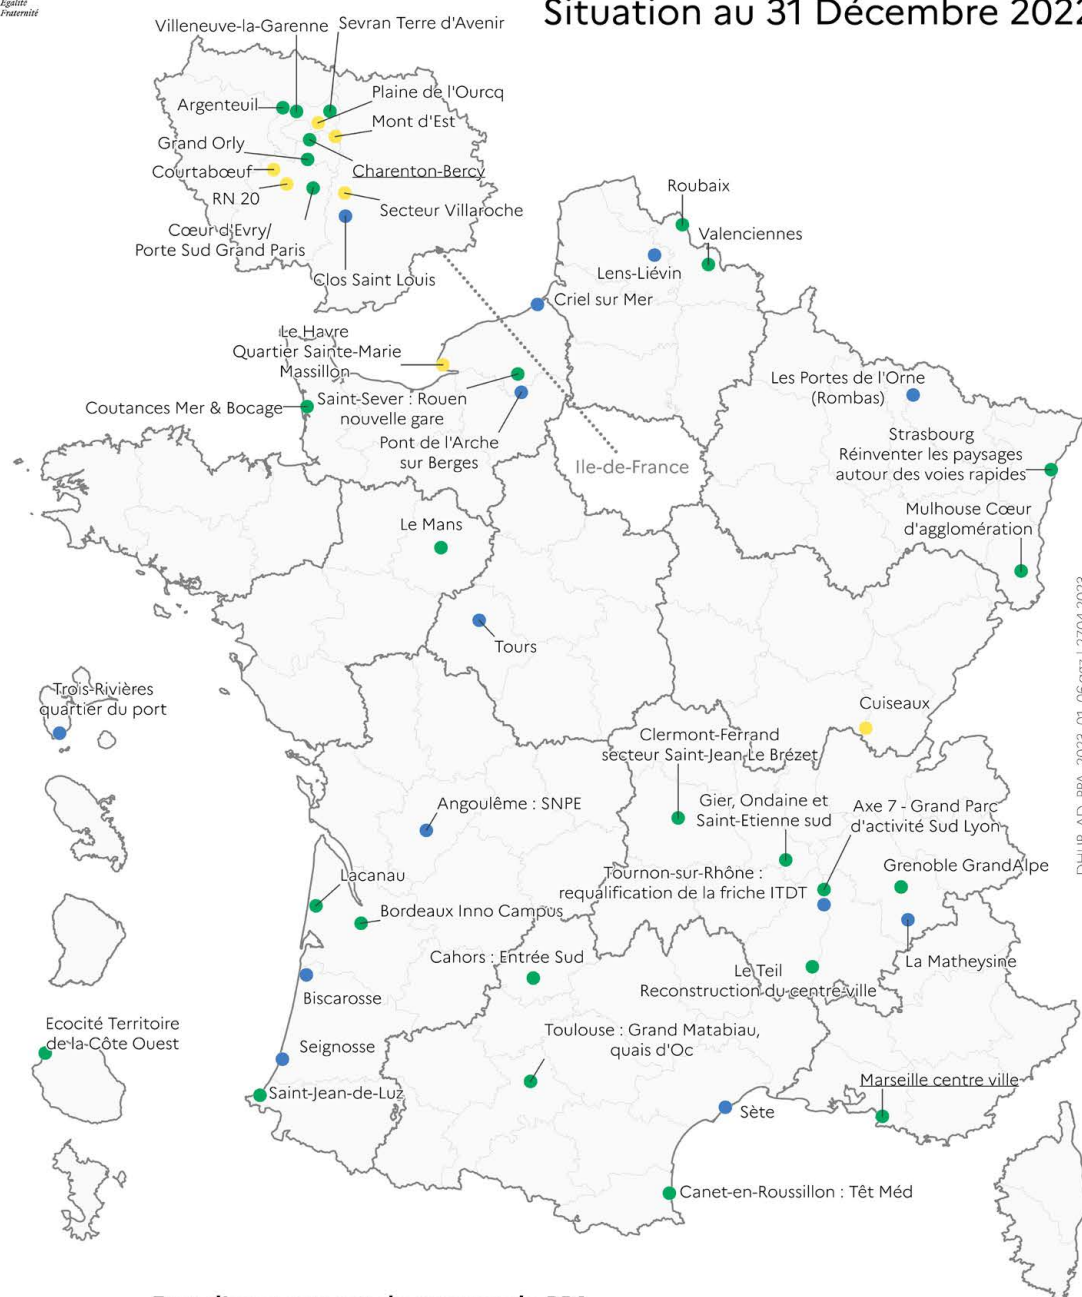 Égalité
Fraternité
Situation au 31 Décembre 2022
Villeneuve-la-Garenne
Sevran Terre d'Avenir
Argenteuil
Plaine de l'Ourcq
Mont d'Est
Grand Orly
Courtabœuf
Charenton-Bercy
RN 20
Secteur Villaroche
Cœur d'Evry/
Porte Sud Grand Paris
Clos Saint Louis
Roubaix
Valenciennes
Lens-Liévin
Criel sur Mer
Le Havre
Quartier Sainte-Marie
Massillon
Coutances Mer & Bocage
Saint-Sever : Rouen
nouvelle gare
Pont de l'Arche
sur Berges
Ile-de-France
Les Portes de l'Orne
(Rombas)
Strasbourg
Réinventer les paysages
autour des voies rapides
Mulhouse Cœur
d'agglomération
Le Mans
Tours
Trois-Rivières
quartier du port
Cuiseaux
Clermont-Ferrand
secteur Saint-Jean-Le Brézet
Angoulême : SNPE
Gier, Ondaine et
Saint-Etienne sud
Axe 7 - Grand Parc
d'activité Sud Lyon
Tournon-sur-Rhône :
requalification de la friche ITDT
Grenoble GrandAlpe
Lacanau
Bordeaux Inno Campus
Cahors : Entrée Sud
La Matheysine
Le Teil
Reconstruction du centre-ville
Biscarosse
Ecocité Territoire
de la Côte Ouest
Toulouse : Grand Matabiau,
quais d'Oc
Seignosse
Saint-Jean-de-Luz
Marseille centre ville
Sète
Canet-en-Roussillon : Têt Méd